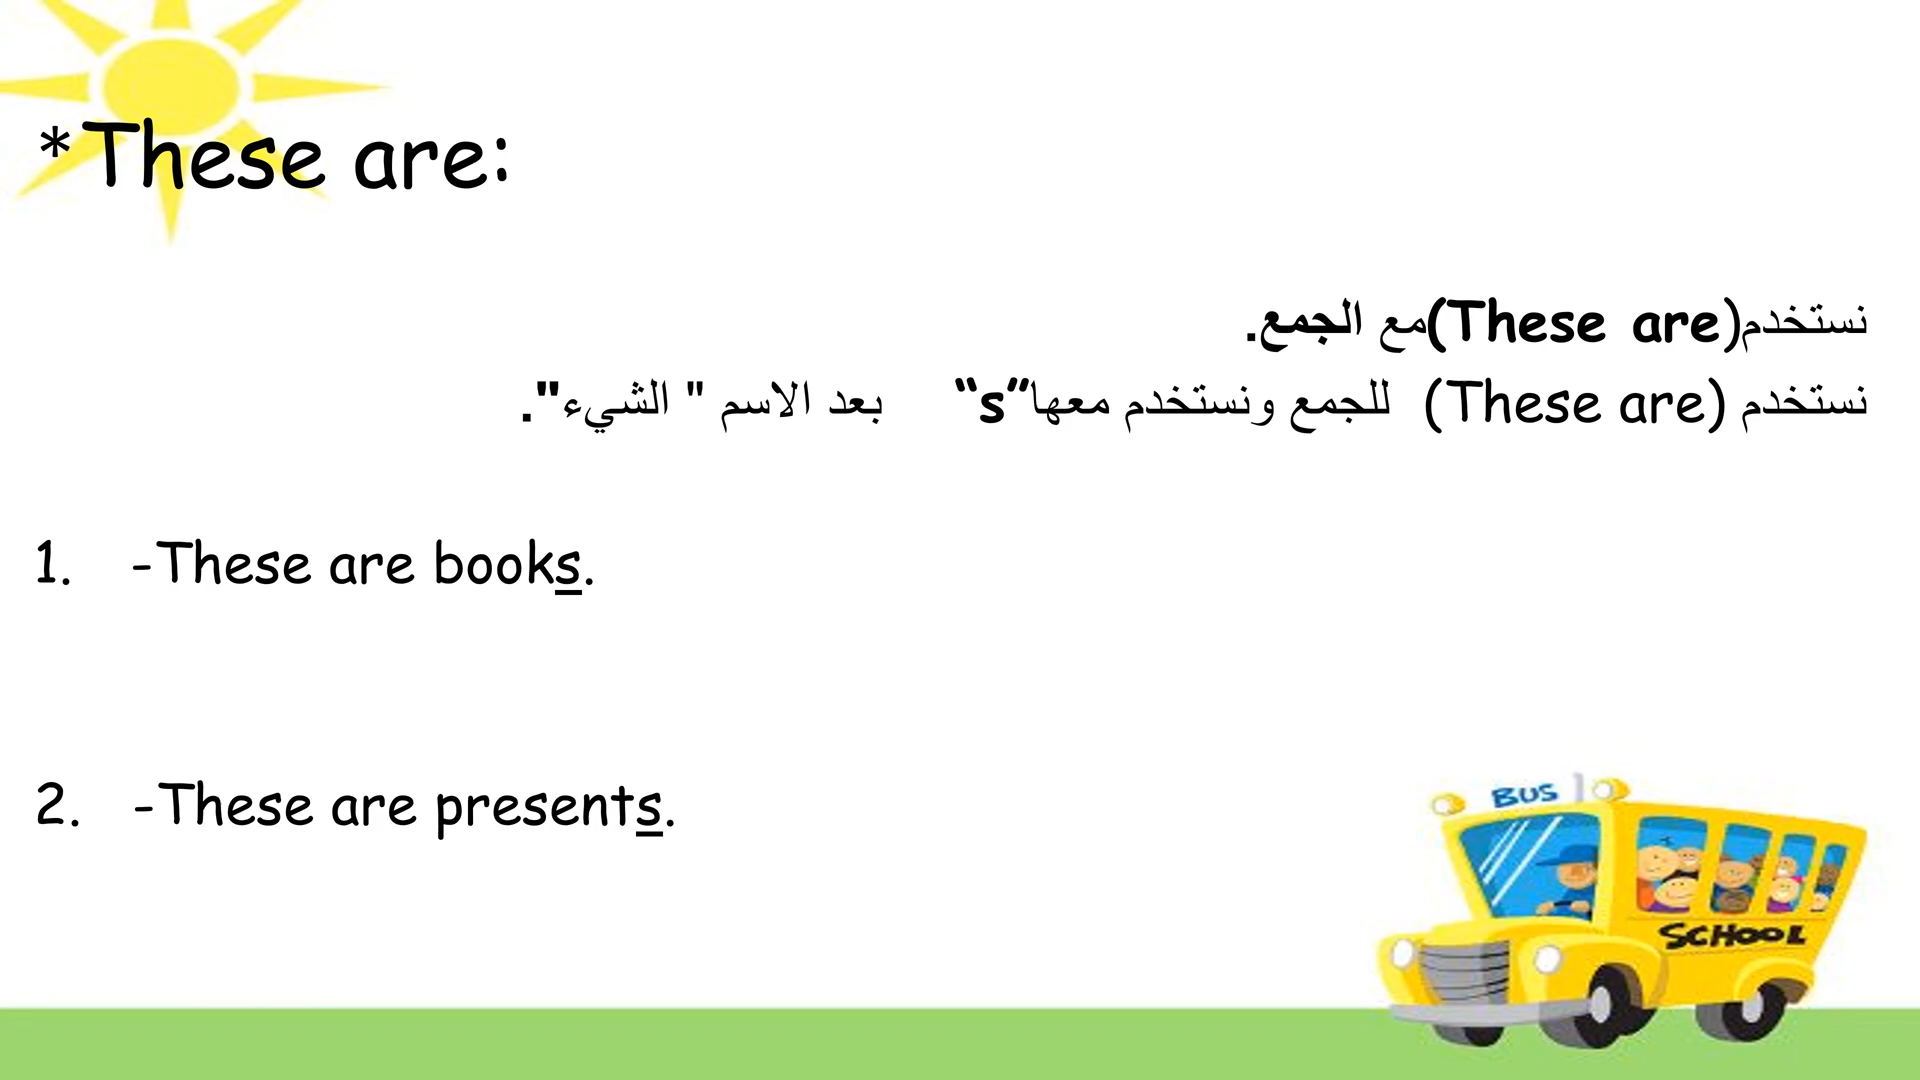 *These are:
نستخدم(These are)مع الجمع.
نستخدم (These are) للجمع ونستخدم معها”s“ بعد الاسم " الشيء".
1. -These are books.
2. -These are presents.
BUS
SCHOOL